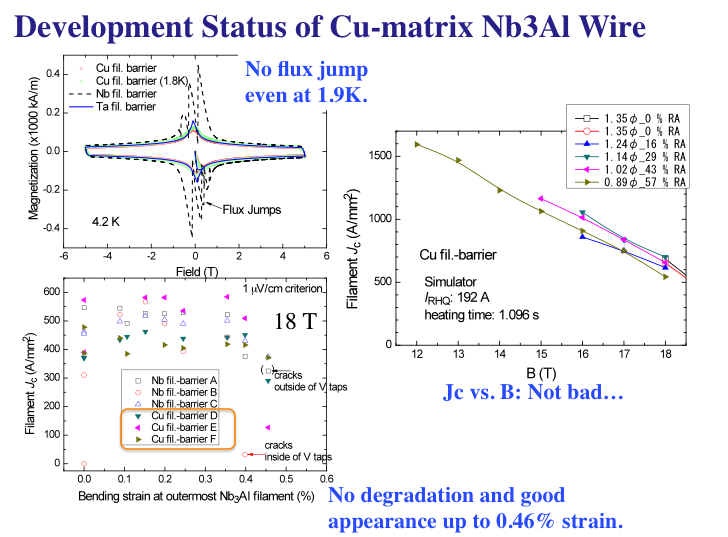 Development Status of Cu-matrix Nb3Al Wire
No flux jump
even at 1.9K.
Cu fil. barrier
Cu fil. barrier (1.8K)
Nb fil. barrier
Ta fil. barrier
0.4
0.2
0.0
-0.2
-0.4
Magnetization (x1000 kA/m)
Flux Jumps
4.2 K
-6 -4 -2 0 2 4 6
Field (T)
1.35ϕ_0 % RA
1.35ϕ_0 % RA
1.24ϕ_16 % RA
1.14ϕ_29 % RA
1.02ϕ_43 % RA
0.89ϕ_57 % RA
1500
1000
500
0
Filament Jc (A/mm²)
Cu fil.-barrier
Simulator
IRHQ: 192 A
heating time: 1.096 s
12 13 14 15 16 17 18
B (T)
Jc vs. B: Not bad…
1 μV/cm criterion
18 T
600
500
400
300
200
100
0
Filament Jc (A/mm²)
( )
cracks
outside of V taps
Nb fil.-barrier A
Nb fil.-barrier B
Nb fil.-barrier C
Cu fil.-barrier D
Cu fil.-barrier E
Cu fil.-barrier F
cracks
inside of V taps
0.0 0.1 0.2 0.3 0.4 0.5 0.6
Bending strain at outermost Nb₃Al filament (%)
No degradation and good
appearance up to 0.46% strain.